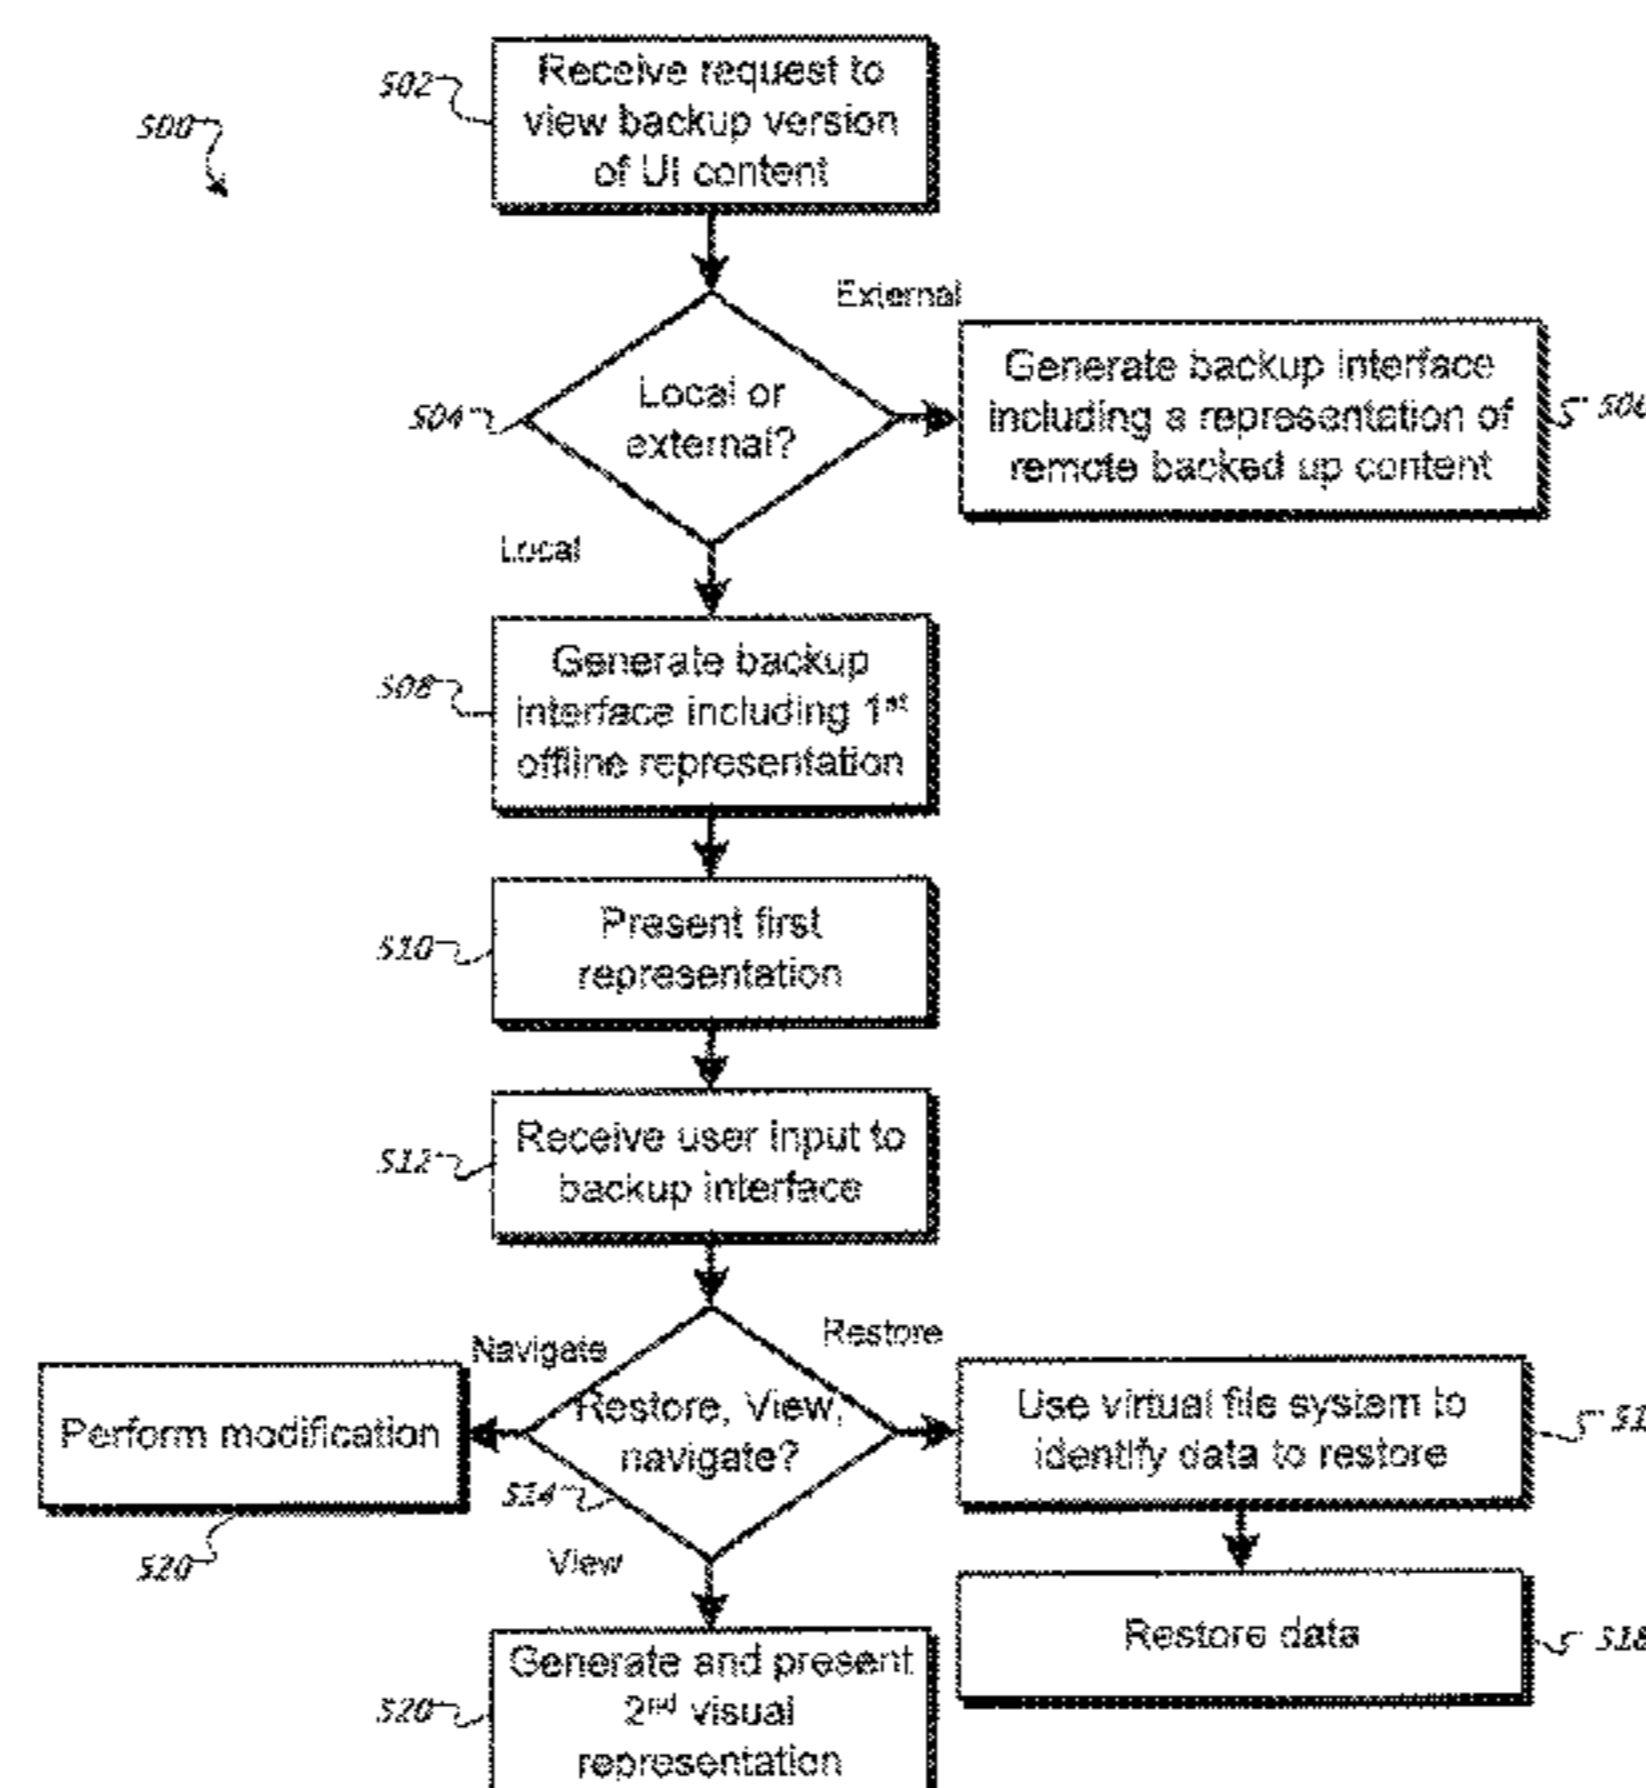 500
502
Receive request to
view backup version
of UI content
External
504
Local or
external?
Generate backup interface
including a representation of
remote backed up content
Local
508
Generate backup
interface including 1st
offline representation
510
Present first
representation
512
Receive user input to
backup interface
Navigate
Restore
Perform modification
520
Restore, View,
navigate?
514
Use virtual file system to
identify data to restore
View
Restore data
520
Generate and present
2nd visual
representation